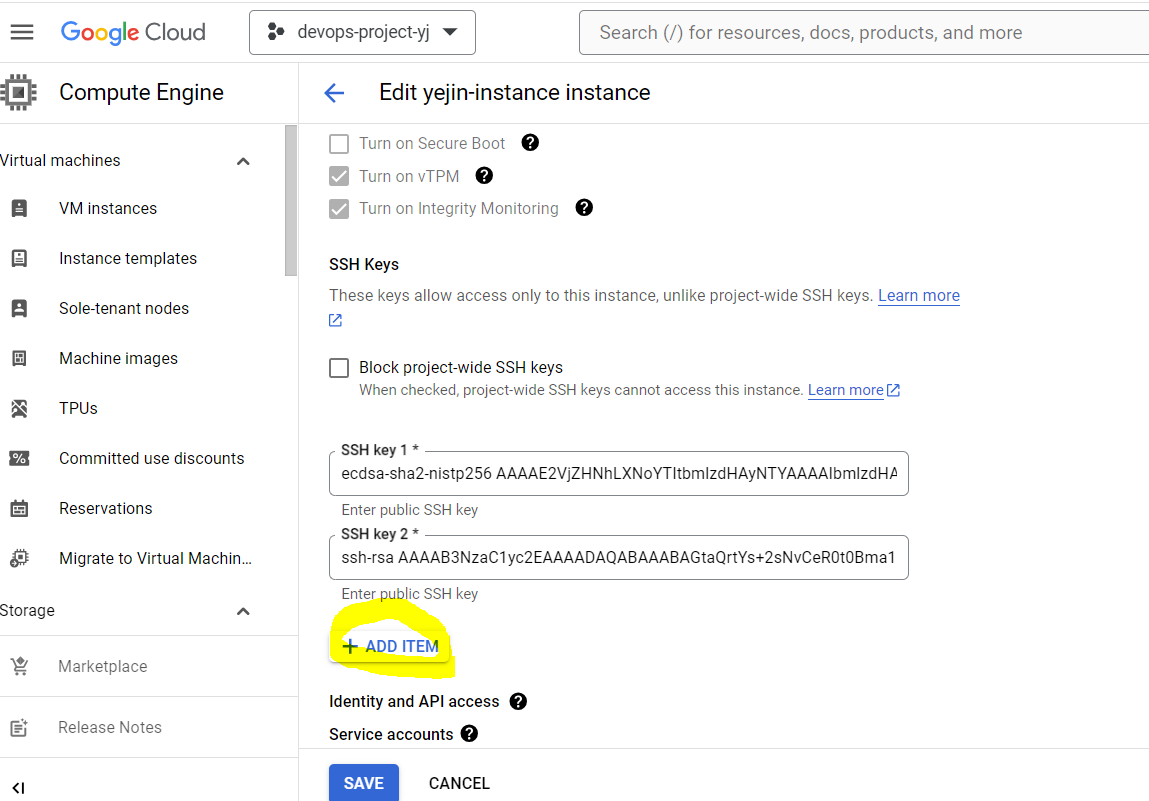 Google Cloud
devops-project-yj
Search (/) for resources, docs, products, and more
Compute Engine
Edit yejin-instance instance
Virtual machines
VM instances
Instance templates
Sole-tenant nodes
Machine images
TPUs
Committed use discounts
Reservations
Migrate to Virtual Machin...
Storage
Marketplace
Release Notes
Turn on Secure Boot
Turn on vTPM
Turn on Integrity Monitoring
SSH Keys
These keys allow access only to this instance, unlike project-wide SSH keys. Learn more
Block project-wide SSH keys
When checked, project-wide SSH keys cannot access this instance. Learn more
SSH key 1 *
ecdsa-sha2-nistp256 AAAAE2VjZHNhLXNoYTItbmlzdHAyNTYAAAAIbmlzdHA
Enter public SSH key
SSH key 2 *
ssh-rsa AAAAB3NzaC1yc2EAAAADAQABAAABAGtaQrtYs+2sNvCeR0t0Bma1
Enter public SSH key
+ ADD ITEM
Identity and API access
Service accounts
SAVE
CANCEL